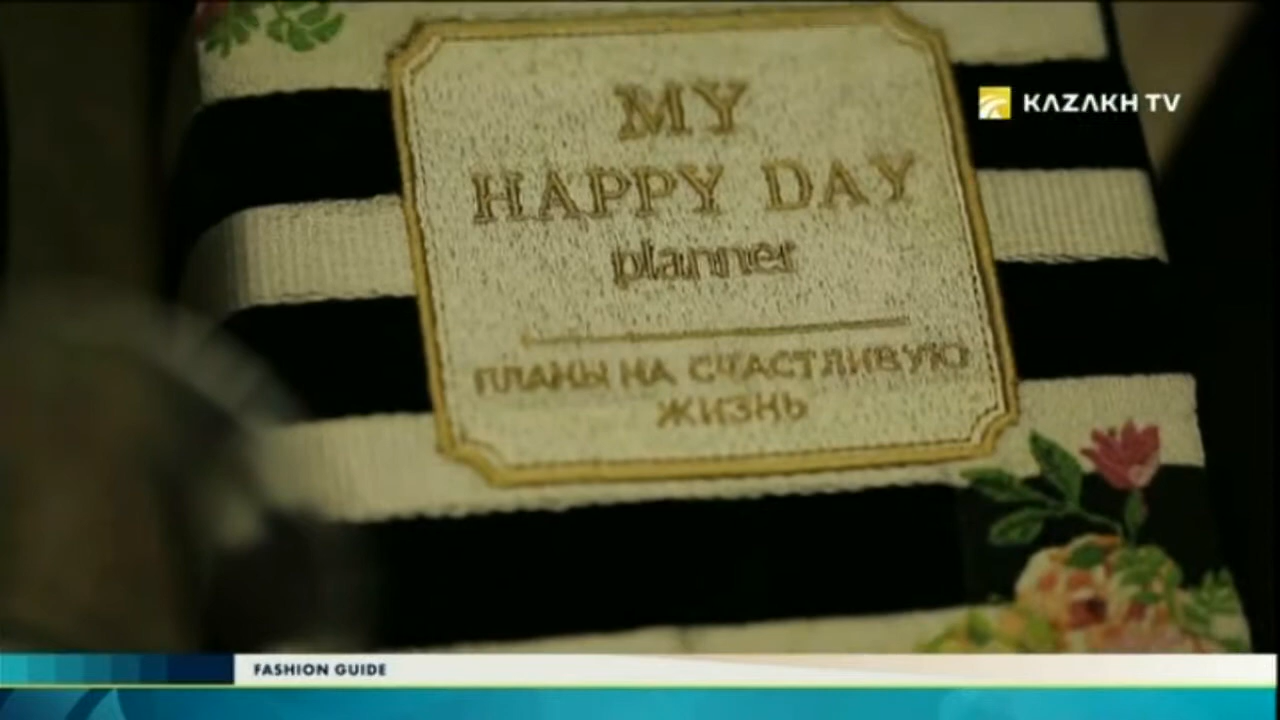 KAZAKH TV
MY
HAPPY DAY
planner
ПЛАНЫ НА СЧАСТЛИВУЮ
ЖИЗНЬ
FASHION GUIDE